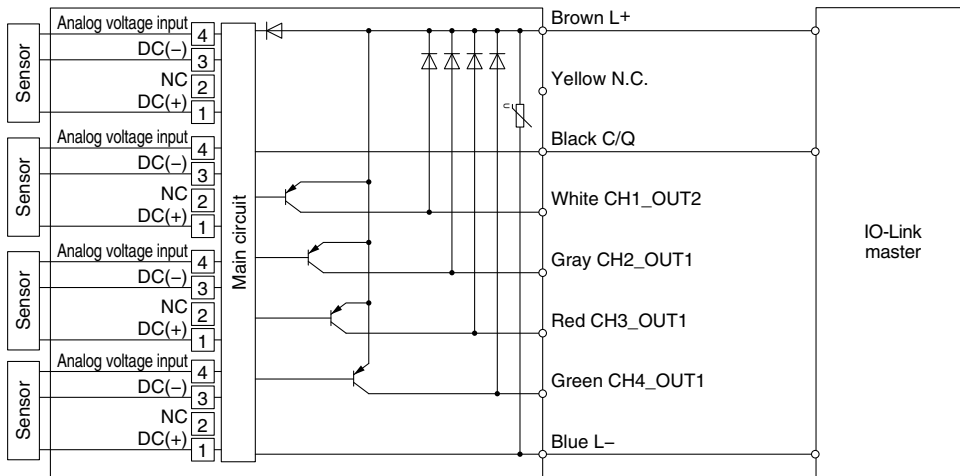 Sensor
Analog voltage input 4
DC(−) 3
NC 2
DC(+) 1
Sensor
Analog voltage input 4
DC(−) 3
NC 2
DC(+) 1
Sensor
Analog voltage input 4
DC(−) 3
NC 2
DC(+) 1
Sensor
Analog voltage input 4
DC(−) 3
NC 2
DC(+) 1
Main circuit
Brown L+
Yellow N.C.
Black C/Q
White CH1_OUT2
Gray CH2_OUT1
Red CH3_OUT1
Green CH4_OUT1
Blue L−
IO-Link
master